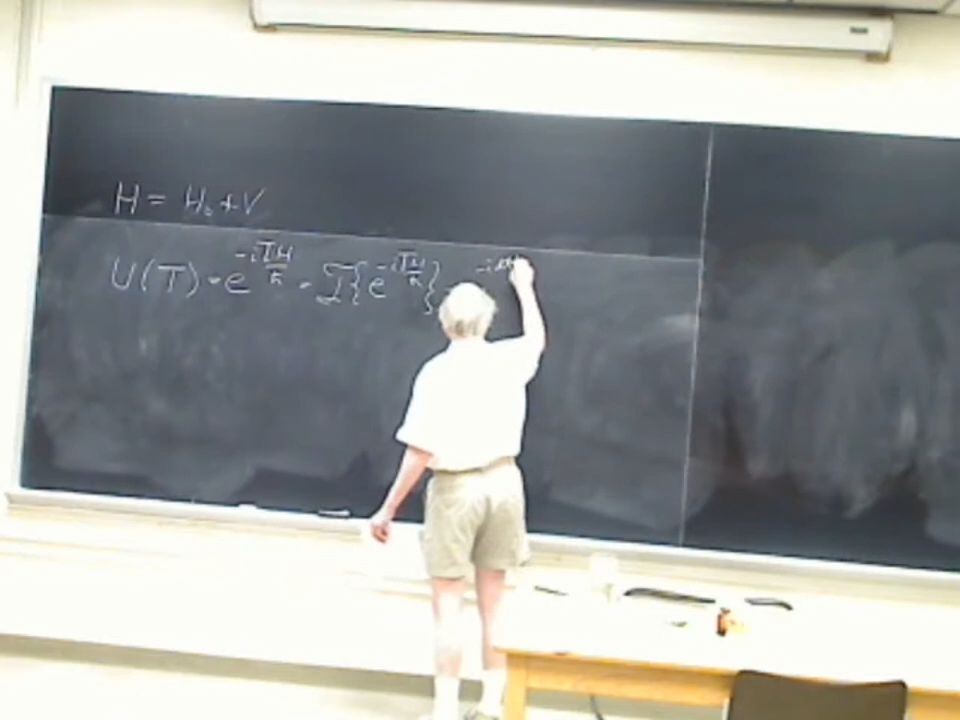 H = H₀ + V
U(T) = e^{-iTH/ħ} = T{e^{-iTH/ħ}} = e^{-i